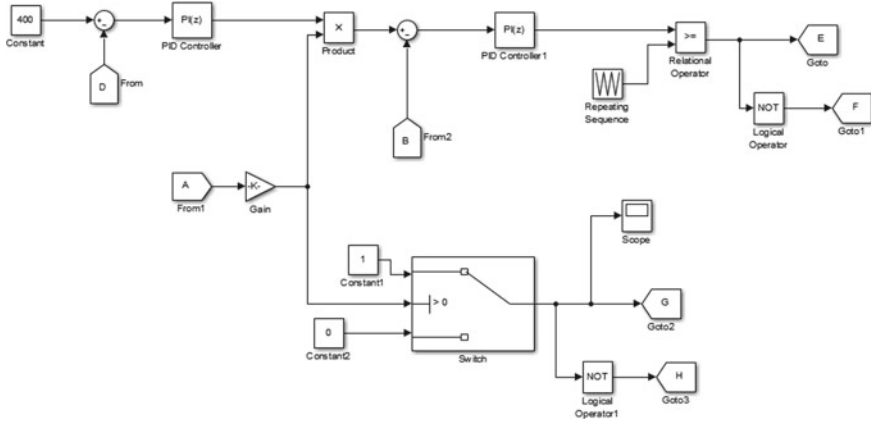 400
Constant
+
-
PI(z)
PID Controller
D
From
×
Product
+
-
PI(z)
PID Controller1
B
From2
>=
Relational
Operator
Repeating
Sequence
E
Goto
NOT
Logical
Operator
F
Goto1
A
From1
-K-
Gain
Scope
1
Constant1
> 0
0
Constant2
Switch
G
Goto2
NOT
Logical
Operator1
H
Goto3